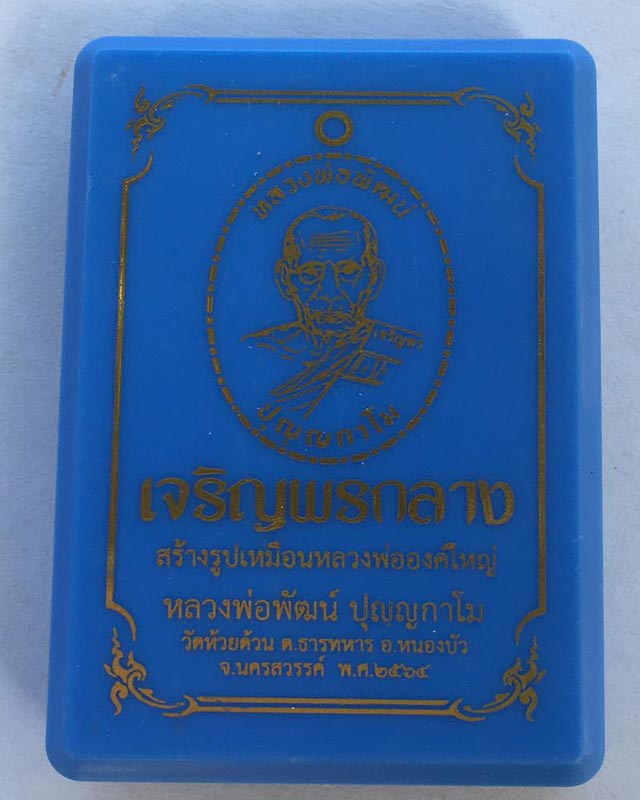 หลวงพ่อพัฒน์
เจริญพร
ปุญฺญกาโม
เจริญพรกลาง
สร้างรูปเหมือนหลวงพ่อองค์ใหญ่
หลวงพ่อพัฒน์ ปุญฺญกาโม
วัดห้วยด้วน ต.ธารทหาร อ.หนองบัว
จ.นครสวรรค์ พ.ศ.๒๕๖๔